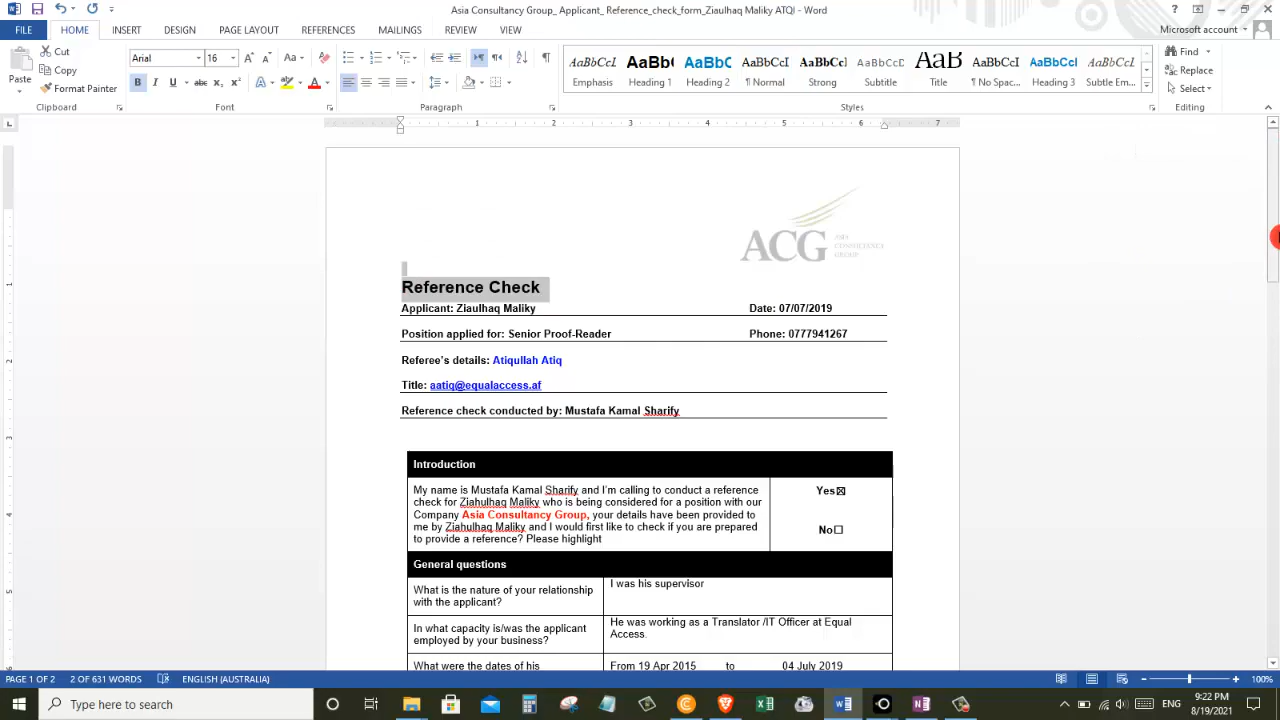 Asia Consultancy Group_ Applicant_ Reference_check_form_Ziaulhaq Maliky ATQI - Word
FILE HOME INSERT DESIGN PAGE LAYOUT REFERENCES MAILINGS REVIEW VIEW Microsoft account
Paste
Cut
Copy
Format Painter
Clipboard
Arial 16
Font
Paragraph
AaBbCcI AaBb AaBbC AaBbCcI AaBbCc AaBbCcD AaB AaBbCcI AaBbCcI AaBbCcI
Emphasis Heading 1 Heading 2 ¶ Normal Strong Subtitle Title ¶ No Spac... Heading 3 Subtle Em...
Styles
Find
Replace
Select
Editing
1 2 3 4 5 6 7
ACG ASIA
CONSULTANCY
GROUP
Reference Check
Applicant: Ziaulhaq Maliky Date: 07/07/2019
Position applied for: Senior Proof-Reader Phone: 0777941267
Referee's details: Atiqullah Atiq
Title: aatiq@equalaccess.af
Reference check conducted by: Mustafa Kamal Sharify
Introduction
My name is Mustafa Kamal Sharify and I'm calling to conduct a reference
check for Ziahulhaq Maliky who is being considered for a position with our
Company Asia Consultancy Group, your details have been provided to
me by Ziahulhaq Maliky and I would first like to check if you are prepared
to provide a reference? Please highlight
Yes☒
No☐
General questions
What is the nature of your relationship
with the applicant?
I was his supervisor
In what capacity is/was the applicant
employed by your business?
He was working as a Translator /IT Officer at Equal
Access.
What were the dates of his From 19 Apr 2015 to 04 July 2019
PAGE 1 OF 2 2 OF 631 WORDS ENGLISH (AUSTRALIA) 100%
Type here to search
ENG
9:22 PM
8/19/2021